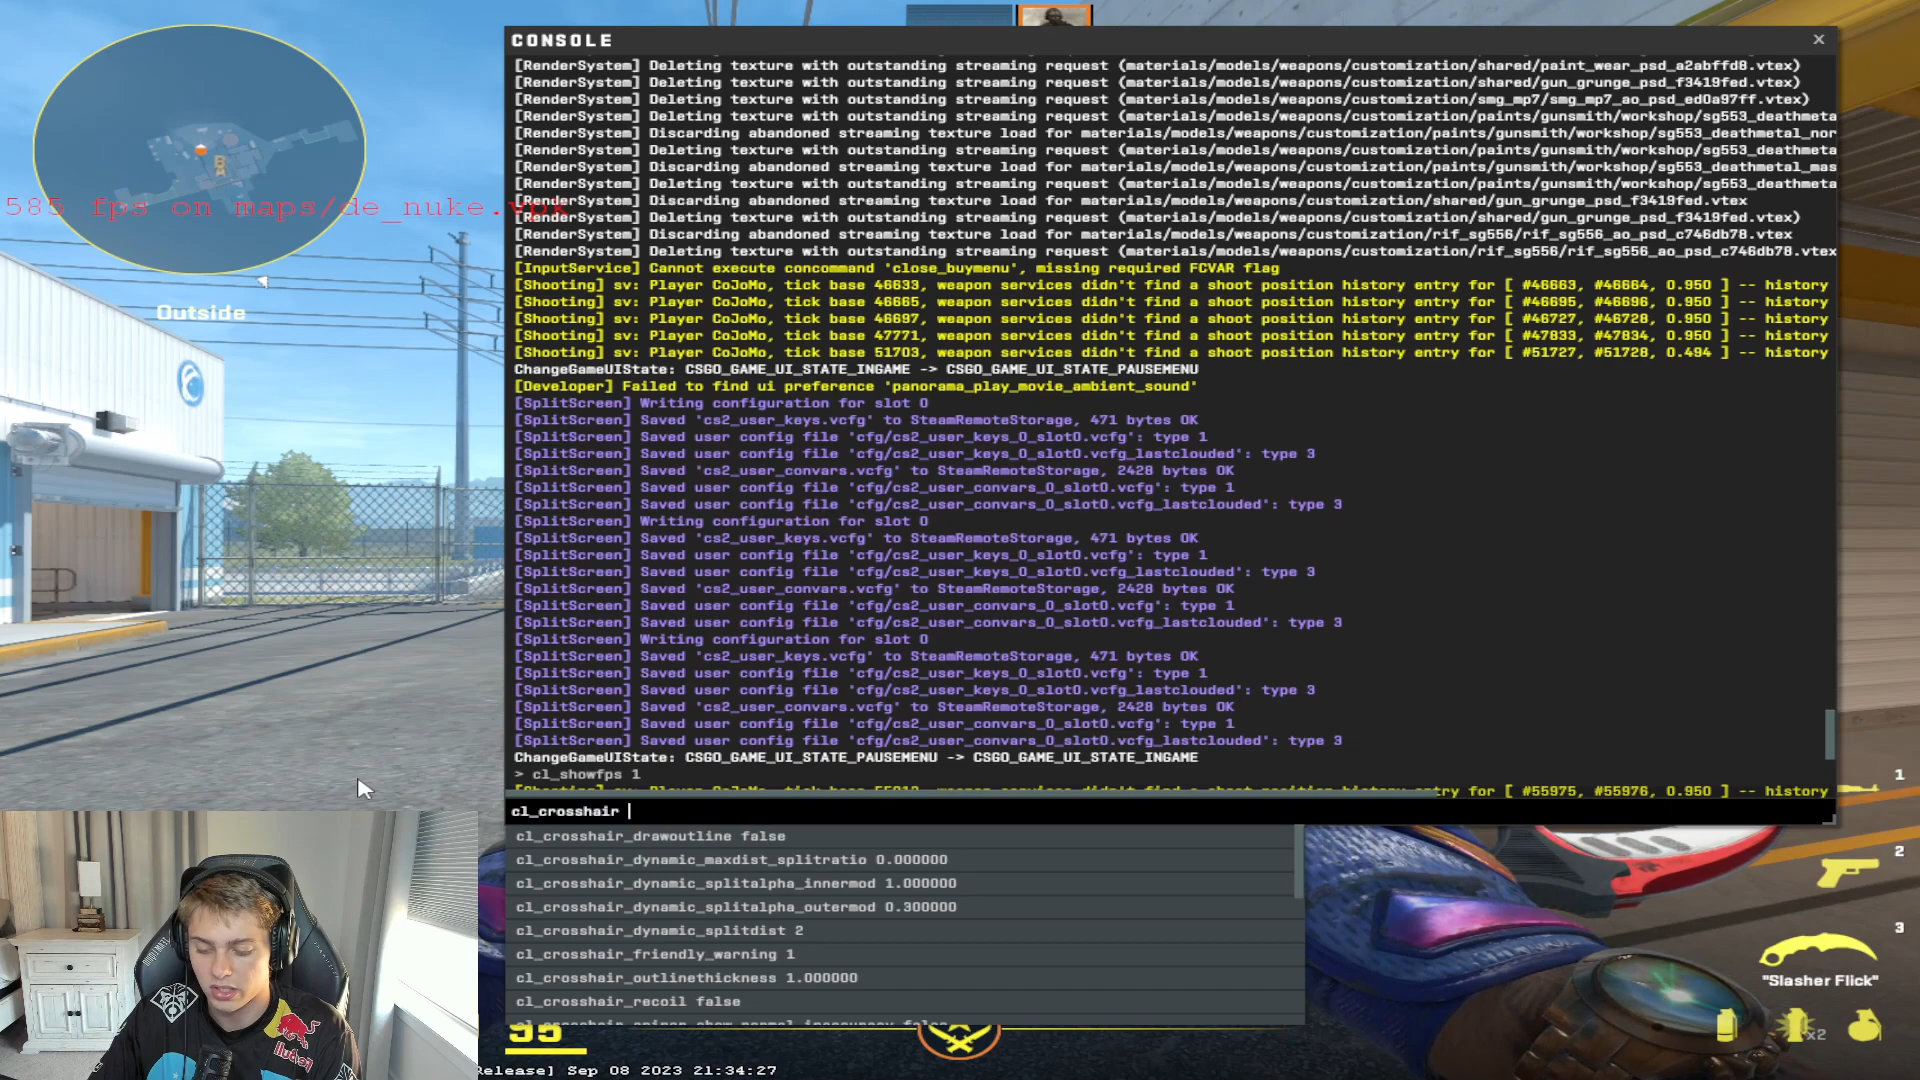 CONSOLE
[RenderSystem] Deleting texture with outstanding streaming request (materials/models/weapons/customization/shared/paint_wear_psd_a2abffd8.vtex)
[RenderSystem] Deleting texture with outstanding streaming request (materials/models/weapons/customization/shared/gun_grunge_psd_f3419fed.vtex)
[RenderSystem] Deleting texture with outstanding streaming request (materials/models/weapons/customization/smg_mp7/smg_mp7_ao_psd_ed0a97ff.vtex)
[RenderSystem] Deleting texture with outstanding streaming request (materials/models/weapons/customization/paints/gunsmith/workshop/sg553_deathmeta
[RenderSystem] Discarding abandoned streaming texture load for materials/models/weapons/customization/paints/gunsmith/workshop/sg553_deathmetal_nor
[RenderSystem] Deleting texture with outstanding streaming request (materials/models/weapons/customization/paints/gunsmith/workshop/sg553_deathmeta
[RenderSystem] Discarding abandoned streaming texture load for materials/models/weapons/customization/paints/gunsmith/workshop/sg553_deathmetal_mas
[RenderSystem] Deleting texture with outstanding streaming request (materials/models/weapons/customization/paints/gunsmith/workshop/sg553_deathmeta
[RenderSystem] Discarding abandoned streaming texture load for materials/models/weapons/customization/shared/gun_grunge_psd_f3419fed.vtex
[RenderSystem] Deleting texture with outstanding streaming request (materials/models/weapons/customization/shared/gun_grunge_psd_f3419fed.vtex)
[RenderSystem] Discarding abandoned streaming texture load for materials/models/weapons/customization/rif_sg556/rif_sg556_ao_psd_c746db78.vtex
[RenderSystem] Deleting texture with outstanding streaming request (materials/models/weapons/customization/rif_sg556/rif_sg556_ao_psd_c746db78.vtex
[InputService] Cannot execute concommand 'close_buymenu', missing required FCVAR flag
[Shooting] sv: Player CoJoMo, tick base 46633, weapon services didn't find a shoot position history entry for [ #46663, #46664, 0.950 ] -- history
[Shooting] sv: Player CoJoMo, tick base 46665, weapon services didn't find a shoot position history entry for [ #46695, #46696, 0.950 ] -- history
[Shooting] sv: Player CoJoMo, tick base 46697, weapon services didn't find a shoot position history entry for [ #46727, #46728, 0.950 ] -- history
[Shooting] sv: Player CoJoMo, tick base 47771, weapon services didn't find a shoot position history entry for [ #47833, #47834, 0.950 ] -- history
[Shooting] sv: Player CoJoMo, tick base 51703, weapon services didn't find a shoot position history entry for [ #51727, #51728, 0.494 ] -- history
ChangeGameUIState: CSGO_GAME_UI_STATE_INGAME -> CSGO_GAME_UI_STATE_PAUSEMENU
[Developer] Failed to find ui preference 'panorama_play_movie_ambient_sound'
[SplitScreen] Writing configuration for slot 0
[SplitScreen] Saved 'cs2_user_keys.vcfg' to SteamRemoteStorage, 471 bytes OK
[SplitScreen] Saved user config file 'cfg/cs2_user_keys_0_slot0.vcfg': type 1
[SplitScreen] Saved user config file 'cfg/cs2_user_keys_0_slot0.vcfg_lastclouded': type 3
[SplitScreen] Saved 'cs2_user_convars.vcfg' to SteamRemoteStorage, 2428 bytes OK
[SplitScreen] Saved user config file 'cfg/cs2_user_convars_0_slot0.vcfg': type 1
[SplitScreen] Saved user config file 'cfg/cs2_user_convars_0_slot0.vcfg_lastclouded': type 3
[SplitScreen] Writing configuration for slot 0
[SplitScreen] Saved 'cs2_user_keys.vcfg' to SteamRemoteStorage, 471 bytes OK
[SplitScreen] Saved user config file 'cfg/cs2_user_keys_0_slot0.vcfg': type 1
[SplitScreen] Saved user config file 'cfg/cs2_user_keys_0_slot0.vcfg_lastclouded': type 3
[SplitScreen] Saved 'cs2_user_convars.vcfg' to SteamRemoteStorage, 2428 bytes OK
[SplitScreen] Saved user config file 'cfg/cs2_user_convars_0_slot0.vcfg': type 1
[SplitScreen] Saved user config file 'cfg/cs2_user_convars_0_slot0.vcfg_lastclouded': type 3
[SplitScreen] Writing configuration for slot 0
[SplitScreen] Saved 'cs2_user_keys.vcfg' to SteamRemoteStorage, 471 bytes OK
[SplitScreen] Saved user config file 'cfg/cs2_user_keys_0_slot0.vcfg': type 1
[SplitScreen] Saved user config file 'cfg/cs2_user_keys_0_slot0.vcfg_lastclouded': type 3
[SplitScreen] Saved 'cs2_user_convars.vcfg' to SteamRemoteStorage, 2428 bytes OK
[SplitScreen] Saved user config file 'cfg/cs2_user_convars_0_slot0.vcfg': type 1
[SplitScreen] Saved user config file 'cfg/cs2_user_convars_0_slot0.vcfg_lastclouded': type 3
ChangeGameUIState: CSGO_GAME_UI_STATE_PAUSEMENU -> CSGO_GAME_UI_STATE_INGAME
> cl_showfps 1
try for [ #55975, #55976, 0.950 ] -- history
cl_crosshair
cl_crosshair_drawoutline false
cl_crosshair_dynamic_maxdist_splitratio 0.000000
cl_crosshair_dynamic_splitalpha_innermod 1.000000
cl_crosshair_dynamic_splitalpha_outermod 0.300000
cl_crosshair_dynamic_splitdist 2
cl_crosshair_friendly_warning 1
cl_crosshair_outlinethickness 1.000000
cl_crosshair_recoil false
585 fps on maps/de_nuke.vpk
B
A
Outside
1
2
3
"Slasher Flick"
x2
Release] Sep 08 2023 21:34:27
Red Bull